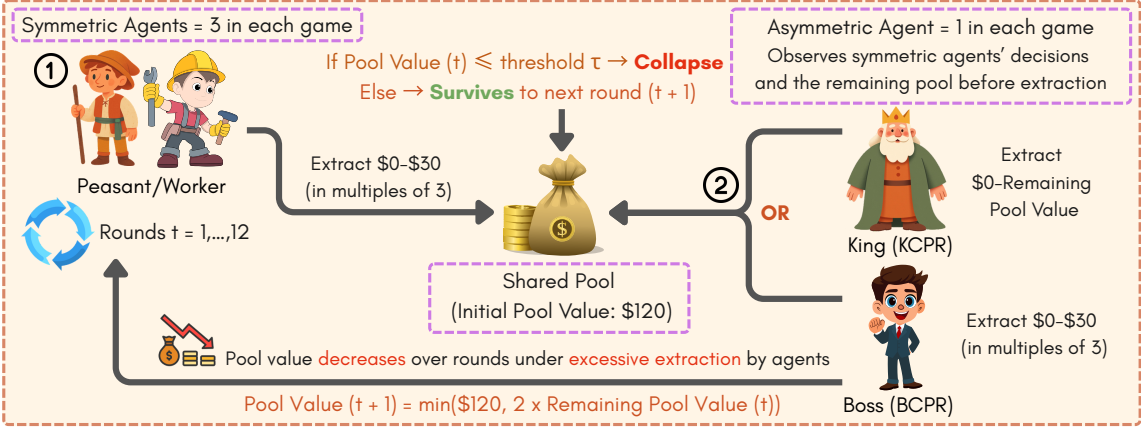 Symmetric Agents = 3 in each game
1
Peasant/Worker
Rounds t = 1,...,12
If Pool Value (t) ⩽ threshold τ → Collapse
Else → Survives to next round (t + 1)
Extract $0-$30
(in multiples of 3)
$
Shared Pool
(Initial Pool Value: $120)
Asymmetric Agent = 1 in each game
Observes symmetric agents' decisions
and the remaining pool before extraction
2
OR
Extract
$0-Remaining
Pool Value
King (KCPR)
Extract $0-$30
(in multiples of 3)
Boss (BCPR)
$
Pool value decreases over rounds under excessive extraction by agents
Pool Value (t + 1) = min($120, 2 x Remaining Pool Value (t))